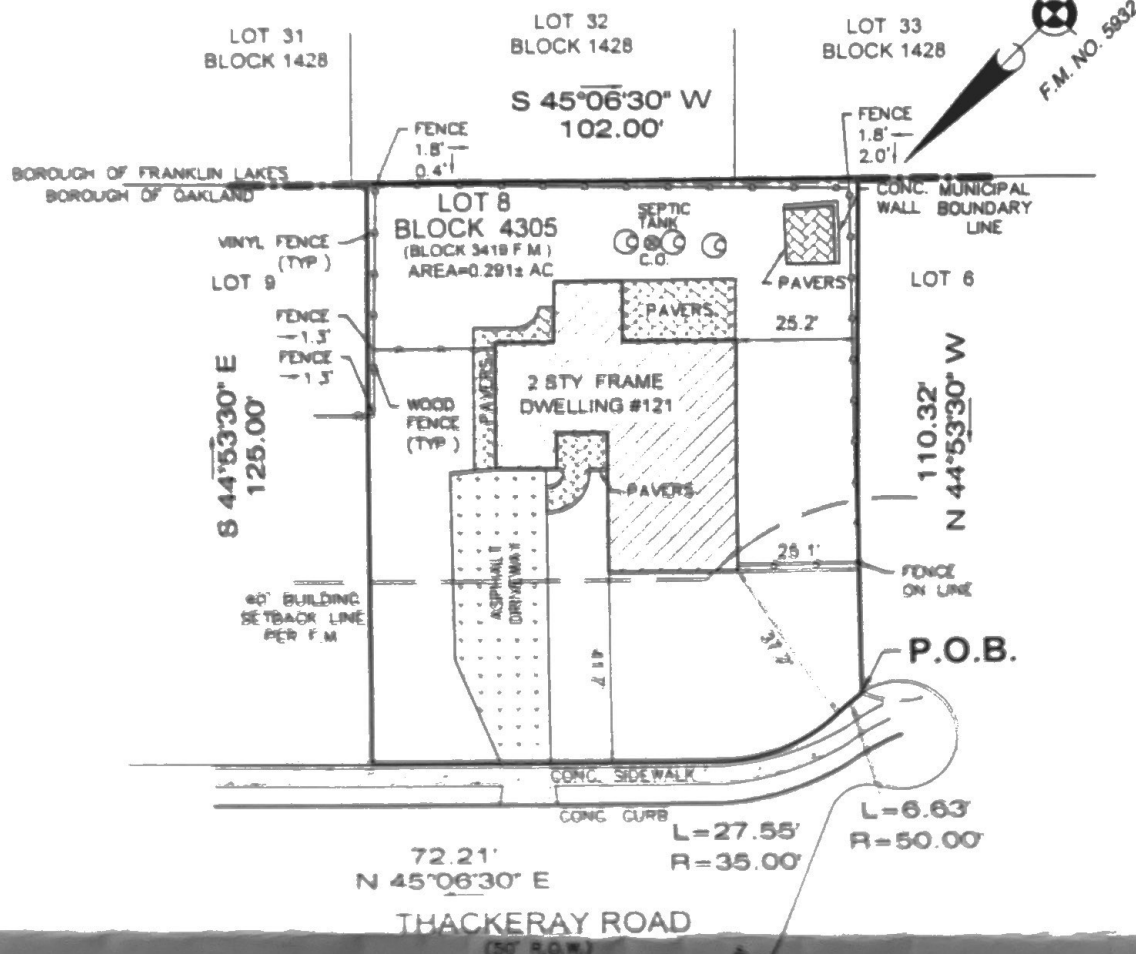 LOT 31
BLOCK 1428
LOT 32
BLOCK 1428
LOT 33
BLOCK 1428
F.M. NO. 5932
S 45°06'30" W
102.00'
FENCE
1.8'
0.4'
FENCE
1.8'
2.0'
BOROUGH OF FRANKLIN LAKES
BOROUGH OF OAKLAND
CONC. MUNICIPAL
WALL BOUNDARY
LINE
LOT 8
BLOCK 4305
(BLOCK 3419 F M )
AREA=0.291± AC
SEPTIC
TANK
C.O.
VINYL FENCE
(TYP )
LOT 9
PAVERS
LOT 6
PAVERS
25.2'
FENCE
1.3'
FENCE
1.3'
S 44°53'30" E
125.00'
PAVERS
2 STY FRAME
DWELLING #121
WOOD
FENCE
(TYP )
110.32'
N 44°53'30" W
PAVERS
25.1'
FENCE
ON LINE
ASPHALT
DRIVEWAY
40' BUILDING
SETBACK LINE
PER F M
41.7'
37.7'
P.O.B.
CONC. SIDEWALK
CONC CURB
L=27.55'
R=35.00'
L=6.63'
R=50.00'
72.21'
N 45°06'30" E
THACKERAY ROAD
(50' R.O.W.)